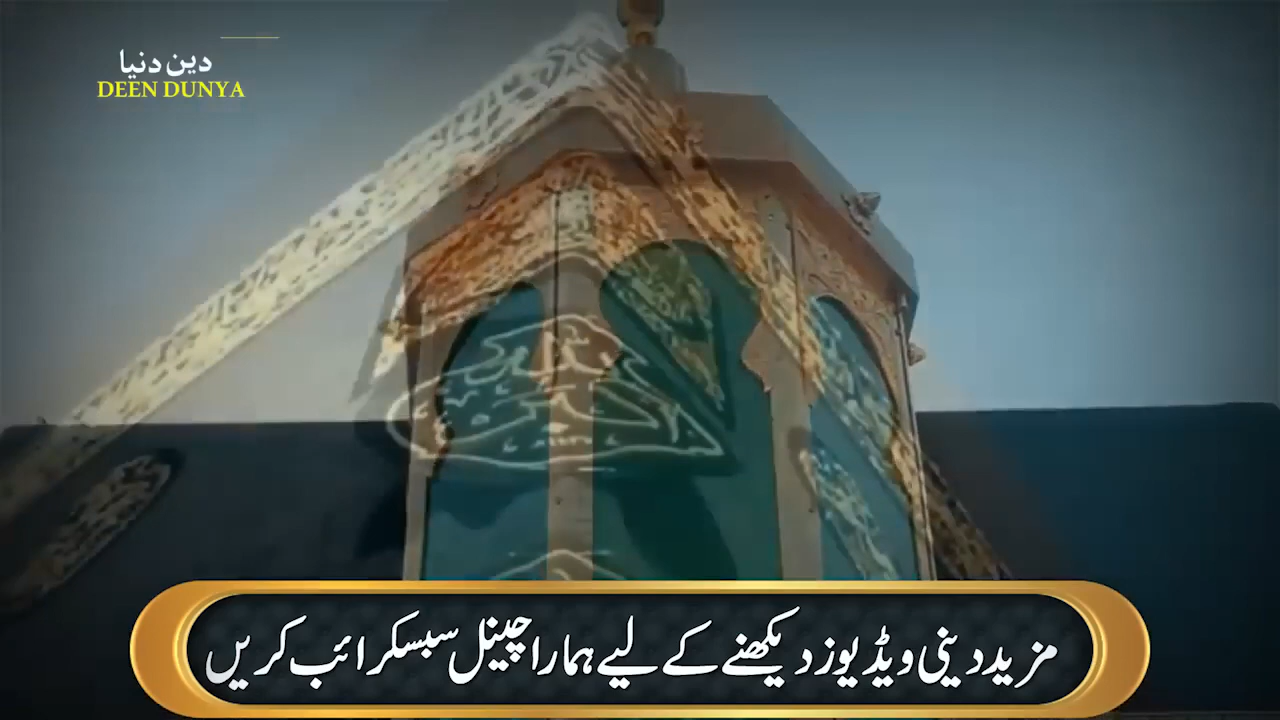 دین دنیا
DEEN DUNYA
مزید دینی ویڈیوز دیکھنے کے لیے ہمارا چینل سبسکرائب کریں